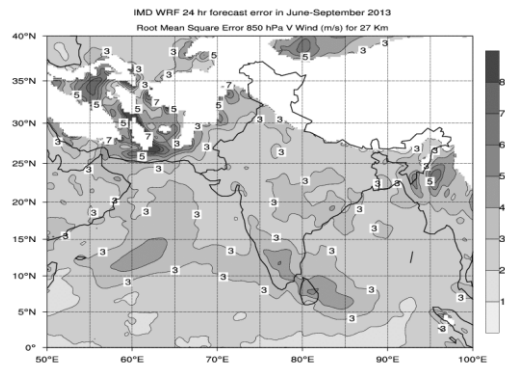 IMD WRF 24 hr forecast error in June-September 2013
Root Mean Square Error 850 hPa V Wind (m/s) for 27 Km
40°N
35°N
30°N
25°N
20°N
15°N
10°N
5°N
0°
50°E 60°E 70°E 80°E 90°E 100°E
8
7
6
5
4
3
2
1